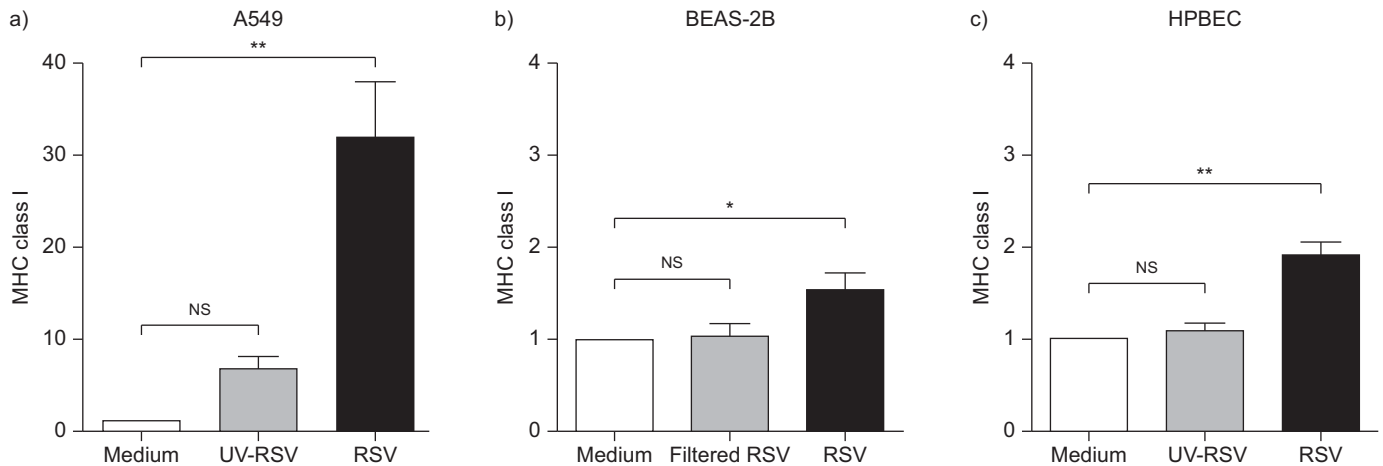 a) A549
MHC class I
40
30
20
10
0
**
NS
Medium UV-RSV RSV
b) BEAS-2B
MHC class I
4
3
2
1
0
*
NS
Medium Filtered RSV RSV
c) HPBEC
MHC class I
4
3
2
1
0
**
NS
Medium UV-RSV RSV